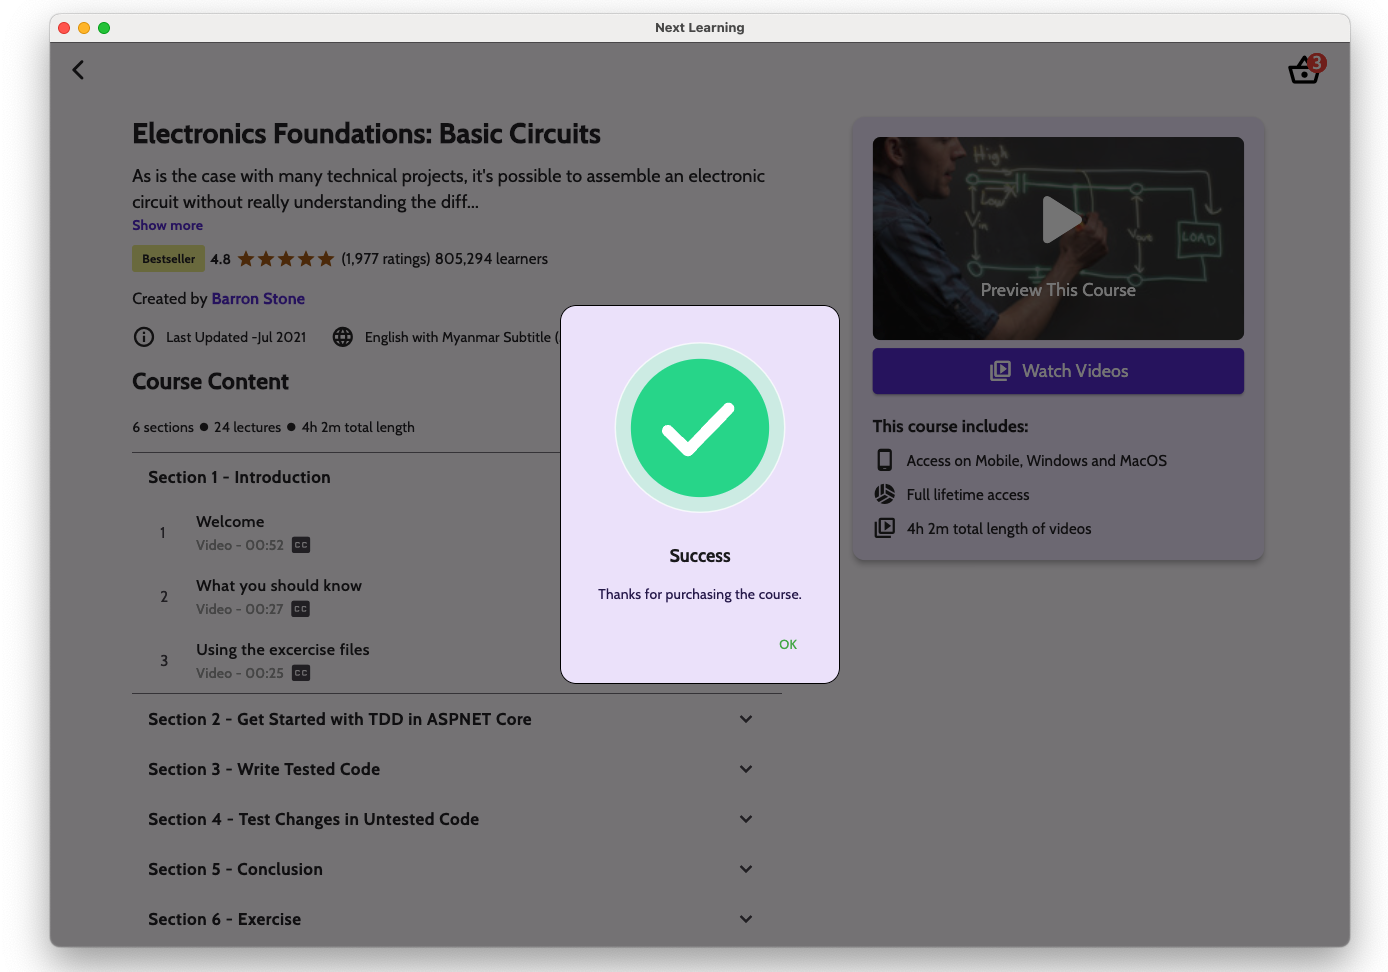 Next Learning
3
Electronics Foundations: Basic Circuits
As is the case with many technical projects, it's possible to assemble an electronic
circuit without really understanding the diff...
Show more
Bestseller 4.8 (1,977 ratings) 805,294 learners
Created by Barron Stone
Last Updated -Jul 2021 English with Myanmar Subtitle (
Course Content
6 sections ● 24 lectures ● 4h 2m total length
Section 1 - Introduction
1
Welcome
Video - 00:52 CC
2
What you should know
Video - 00:27 CC
3
Using the excercise files
Video - 00:25 CC
Section 2 - Get Started with TDD in ASPNET Core
Section 3 - Write Tested Code
Section 4 - Test Changes in Untested Code
Section 5 - Conclusion
Section 6 - Exercise
Success
Thanks for purchasing the course.
OK
High
Low
Vin
Vout
LOAD
Preview This Course
Watch Videos
This course includes:
Access on Mobile, Windows and MacOS
Full lifetime access
4h 2m total length of videos